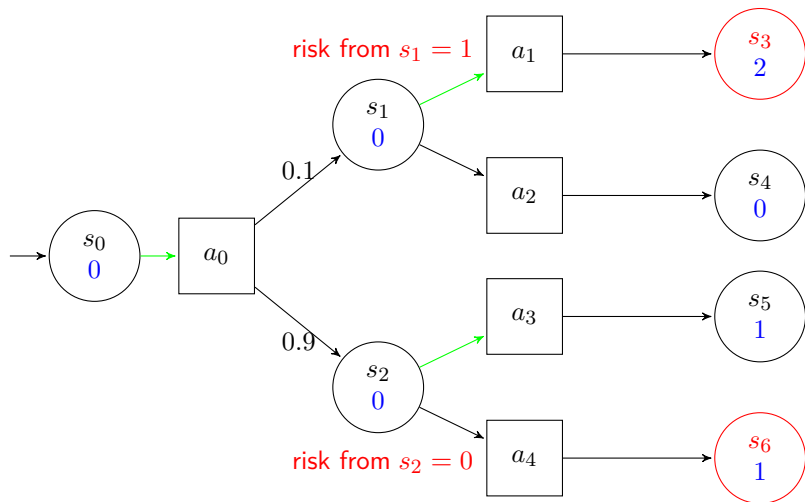 risk from s₁ = 1
a₁
s₃
2
s₁
0
0.1
a₂
s₄
0
s₀
0
a₀
0.9
a₃
s₅
1
s₂
0
risk from s₂ = 0
a₄
s₆
1